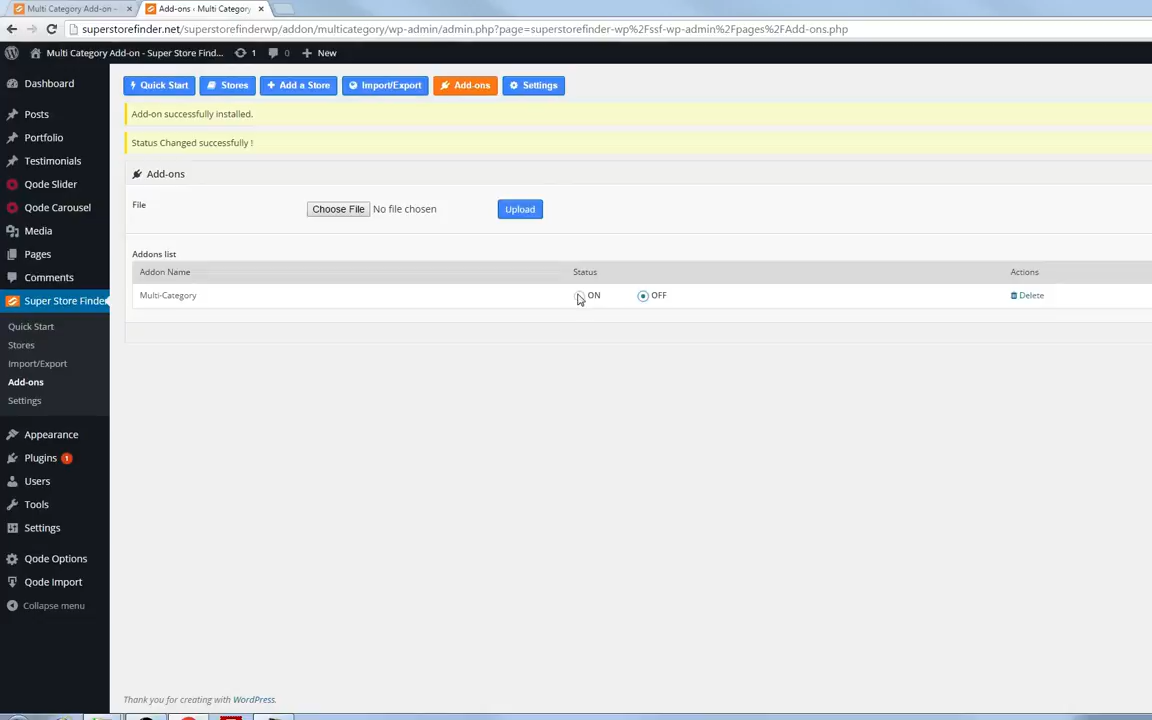 Multi Category Add-on -
Add-ons ‹ Multi Category
superstorefinder.net/superstorefinderwp/addon/multicategory/wp-admin/admin.php?page=superstorefinder-wp%2Fssf-wp-admin%2Fpages%2FAdd-ons.php
Multi Category Add-on - Super Store Find... 1 0 New
Dashboard
Posts
Portfolio
Testimonials
Qode Slider
Qode Carousel
Media
Pages
Comments
Super Store Finder
Quick Start
Stores
Import/Export
Add-ons
Settings
Appearance
Plugins 1
Users
Tools
Settings
Qode Options
Qode Import
Collapse menu
Quick Start Stores Add a Store Import/Export Add-ons Settings
Add-on successfully installed.
Status Changed successfully !
Add-ons
File Choose File No file chosen Upload
Addons list
Addon Name Status Actions
Multi-Category ON OFF Delete
Thank you for creating with WordPress.